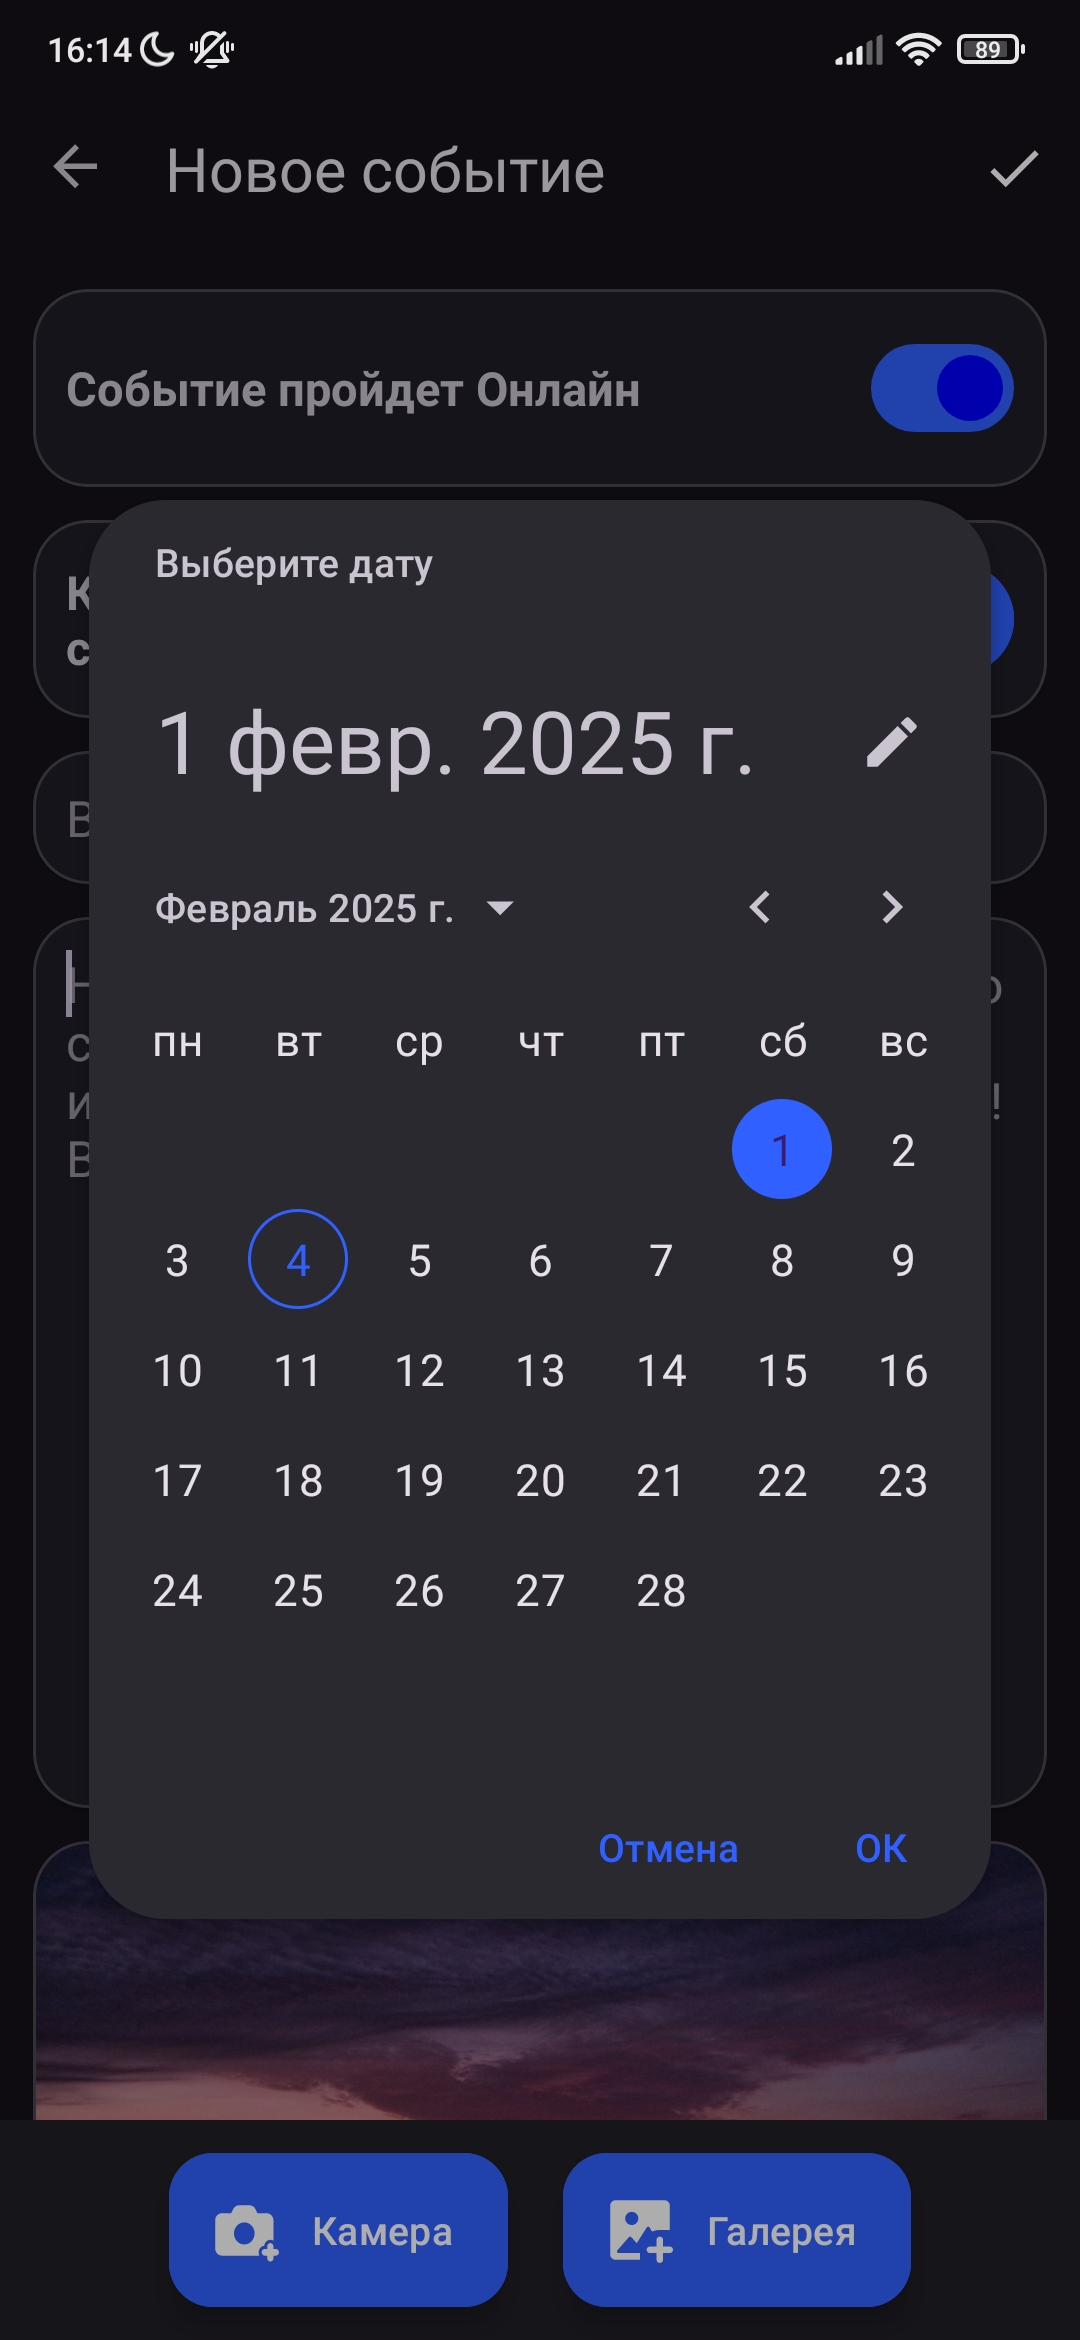 16:14
89
Новое событие
Событие пройдет Онлайн
Выберите дату
1 февр. 2025 г.
Февраль 2025 г.
пн вт ср чт пт сб вс
1 2
3 4 5 6 7 8 9
10 11 12 13 14 15 16
17 18 19 20 21 22 23
24 25 26 27 28
Отмена ОК
Камера Галерея